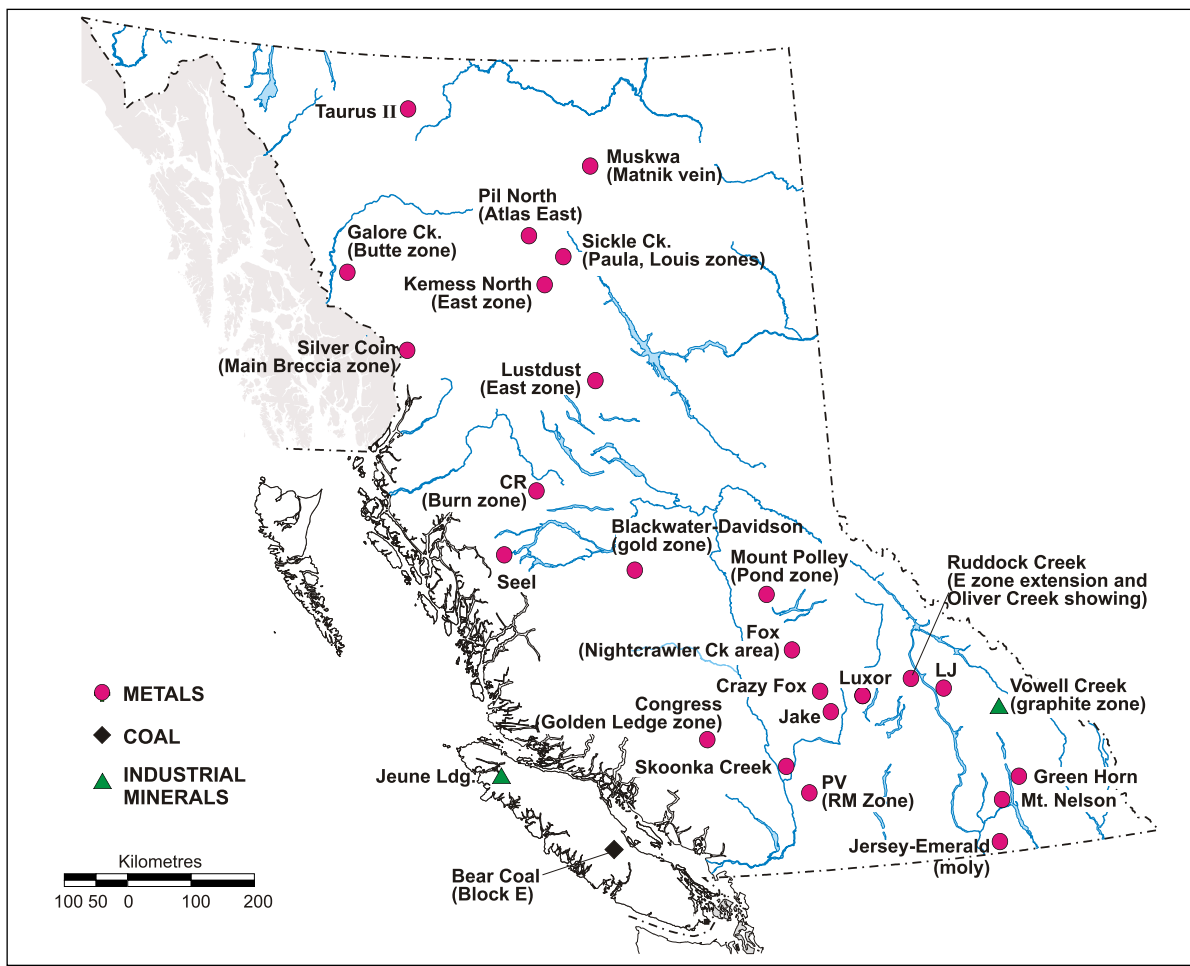 Taurus II
Muskwa
(Matnik vein)
Pil North
(Atlas East)
Galore Ck.
(Butte zone)
Sickle Ck.
(Paula, Louis zones)
Kemess North
(East zone)
Silver Coin
(Main Breccia zone)
Lustdust
(East zone)
CR
(Burn zone)
Blackwater-Davidson
(gold zone)
Seel
Mount Polley
(Pond zone)
Ruddock Creek
(E zone extension and
Oliver Creek showing)
Fox
(Nightcrawler Ck area)
Crazy Fox
Luxor
LJ
Vowell Creek
(graphite zone)
Congress
(Golden Ledge zone)
Jake
Skoonka Creek
PV
(RM Zone)
Green Horn
Mt. Nelson
Jersey-Emerald
(moly)
Jeune Ldg.
Bear Coal
(Block E)
METALS
COAL
INDUSTRIAL
MINERALS
Kilometres
100 50 0 100 200